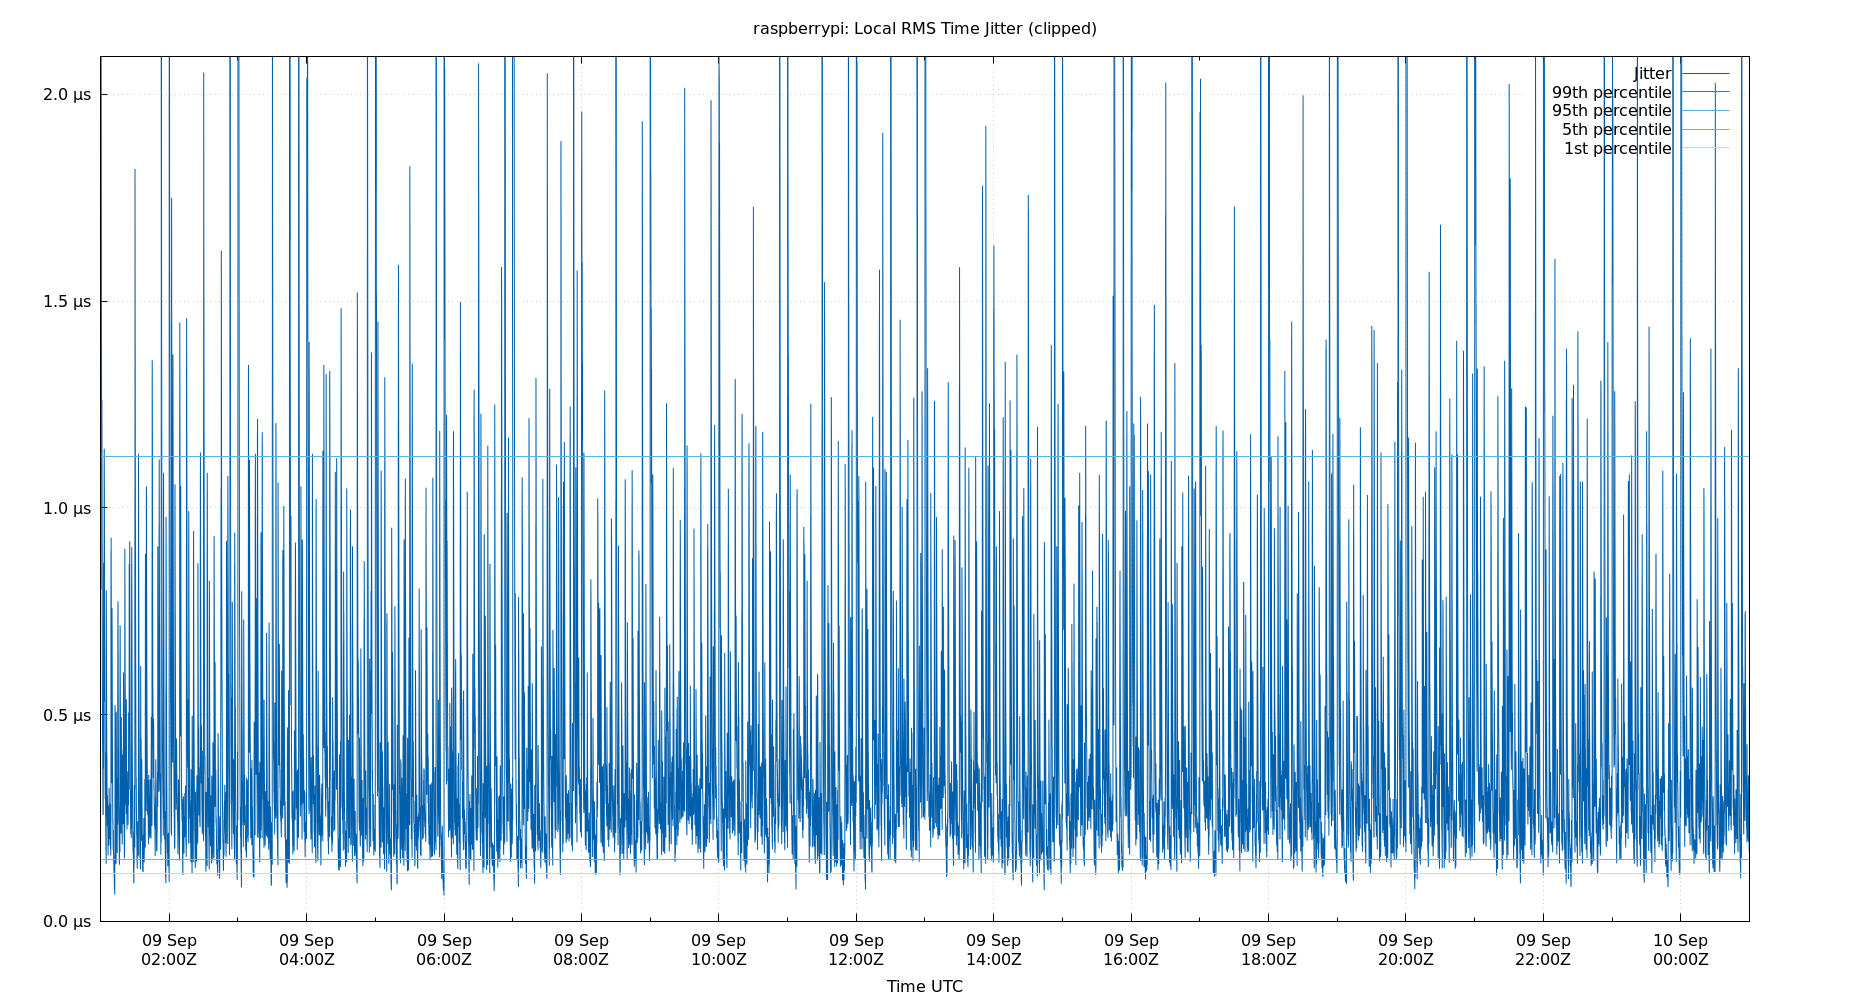 raspberrypi: Local RMS Time Jitter (clipped)
Jitter
99th percentile
95th percentile
5th percentile
1st percentile
2.0 µs
1.5 µs
1.0 µs
0.5 µs
0.0 µs
09 Sep 09 Sep 09 Sep 09 Sep 09 Sep 09 Sep 09 Sep 09 Sep 09 Sep 09 Sep 09 Sep 10 Sep
02:00Z 04:00Z 06:00Z 08:00Z 10:00Z 12:00Z 14:00Z 16:00Z 18:00Z 20:00Z 22:00Z 00:00Z
Time UTC